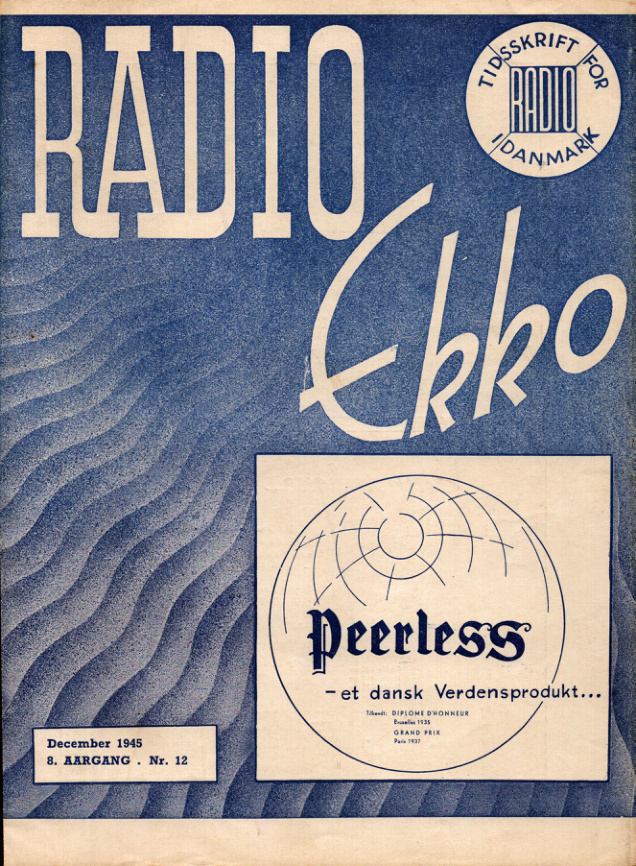 RADIO
Ekko
TIDSSKRIFT FOR
RADIO
I DANMARK
Peerless
- et dansk Verdensprodukt...
Tilkendt: DIPLOME D'HONNEUR
Bruxelles 1935
GRAND PRIX
Paris 1937
December 1945
8. AARGANG . Nr. 12